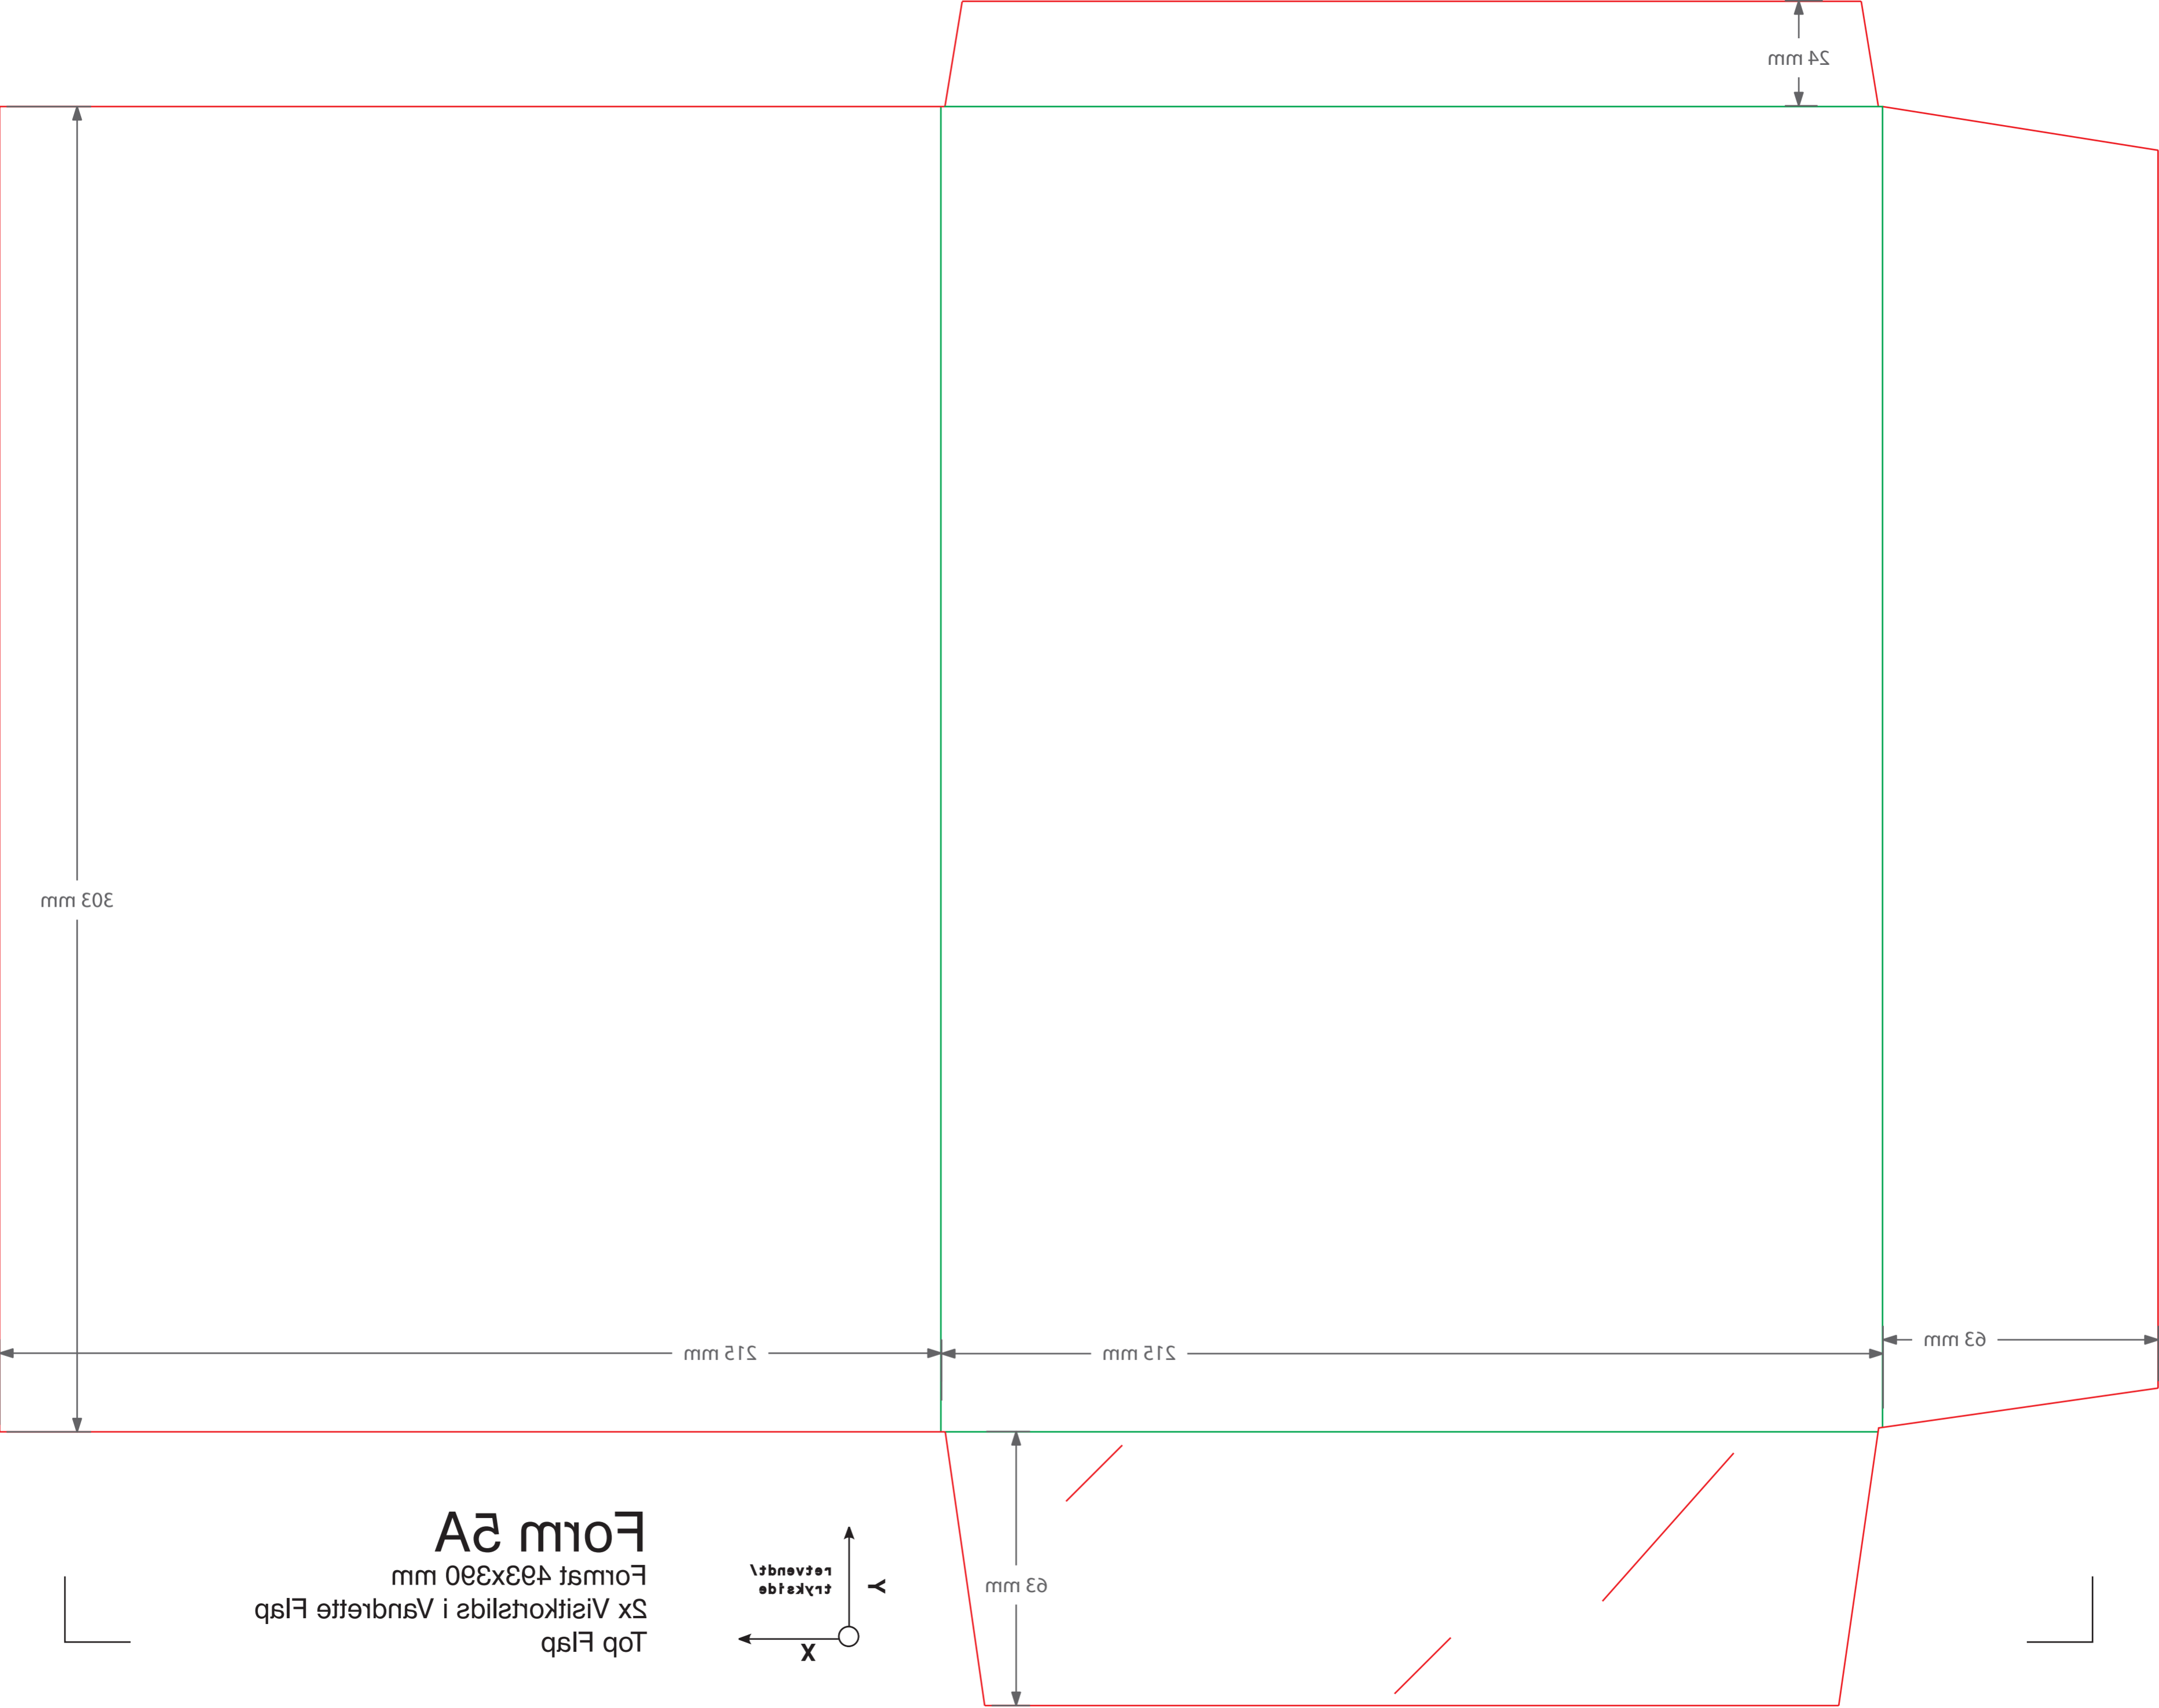 24 mm
303 mm
215 mm
215 mm
63 mm
63 mm
Form 5A
Format 493x390 mm
2x Visitkortslids i Vandrette Flap
Top Flap
retvendt/
trykside
Y
X